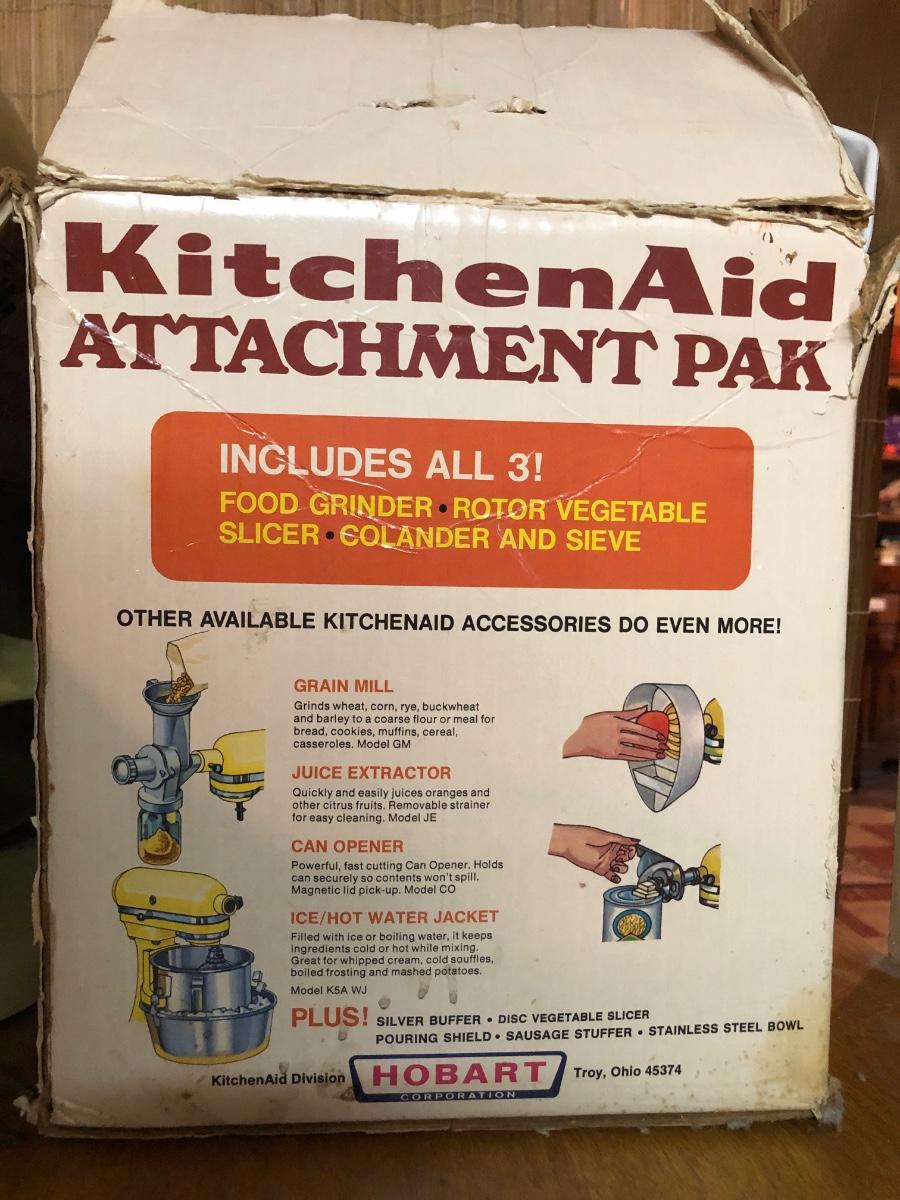 KitchenAid
ATTACHMENT PAK
INCLUDES ALL 3!
FOOD GRINDER • ROTOR VEGETABLE
SLICER • COLANDER AND SIEVE
OTHER AVAILABLE KITCHENAID ACCESSORIES DO EVEN MORE!
GRAIN MILL
Grinds wheat, corn, rye, buckwheat
and barley to a coarse flour or meal for
bread, cookies, muffins, cereal,
casseroles. Model GM
JUICE EXTRACTOR
Quickly and easily juices oranges and
other citrus fruits. Removable strainer
for easy cleaning. Model JE
CAN OPENER
Powerful, fast cutting Can Opener. Holds
can securely so contents won't spill.
Magnetic lid pick-up. Model CO
ICE/HOT WATER JACKET
Filled with ice or boiling water, it keeps
ingredients cold or hot while mixing.
Great for whipped cream, cold souffles,
boiled frosting and mashed potatoes.
Model K5A WJ
PLUS! SILVER BUFFER • DISC VEGETABLE SLICER
POURING SHIELD • SAUSAGE STUFFER • STAINLESS STEEL BOWL
KitchenAid Division HOBART Troy, Ohio 45374
CORPORATION